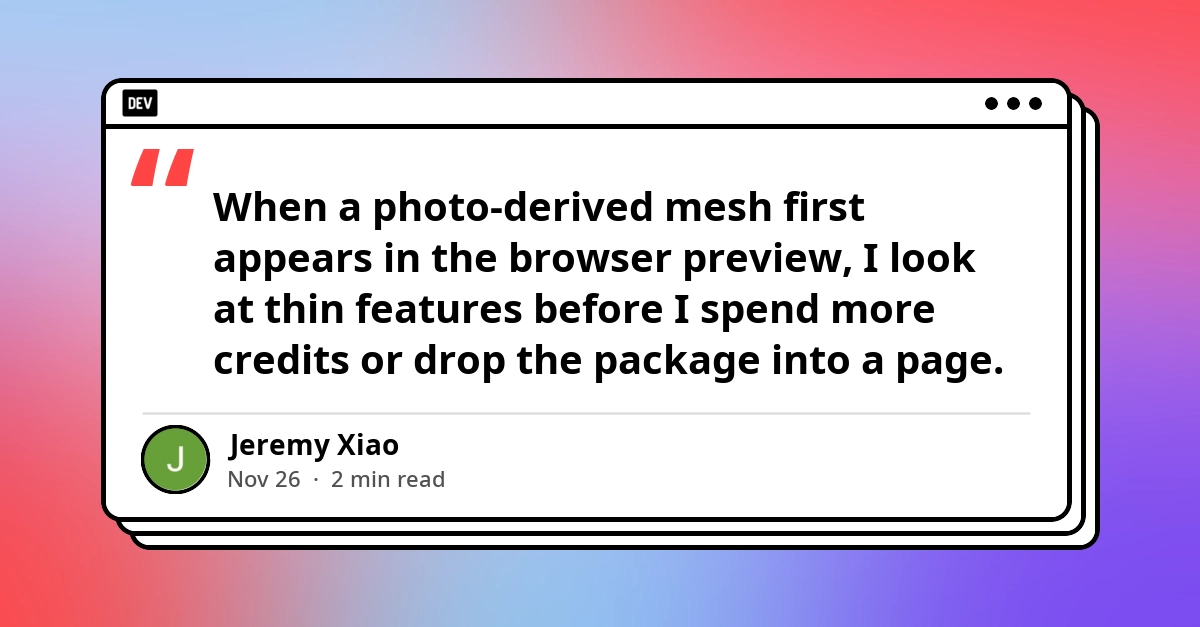 DEV
“
When a photo-derived mesh first
appears in the browser preview, I look
at thin features before I spend more
credits or drop the package into a page.
J
Jeremy Xiao
Nov 26 · 2 min read